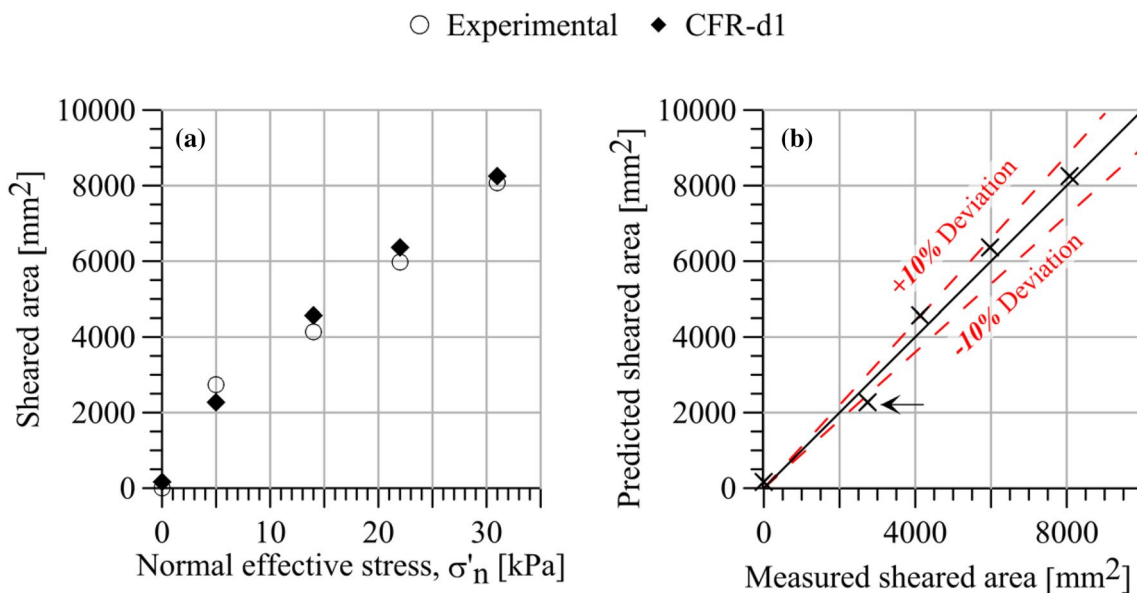 Experimental CFR-d1
(a)
Sheared area [mm²]
10000
8000
6000
4000
2000
0
0 10 20 30
Normal effective stress, σ'n [kPa]
(b)
Predicted sheared area [mm²]
10000
8000
6000
4000
2000
0
+10% Deviation
-10% Deviation
0 4000 8000
Measured sheared area [mm²]